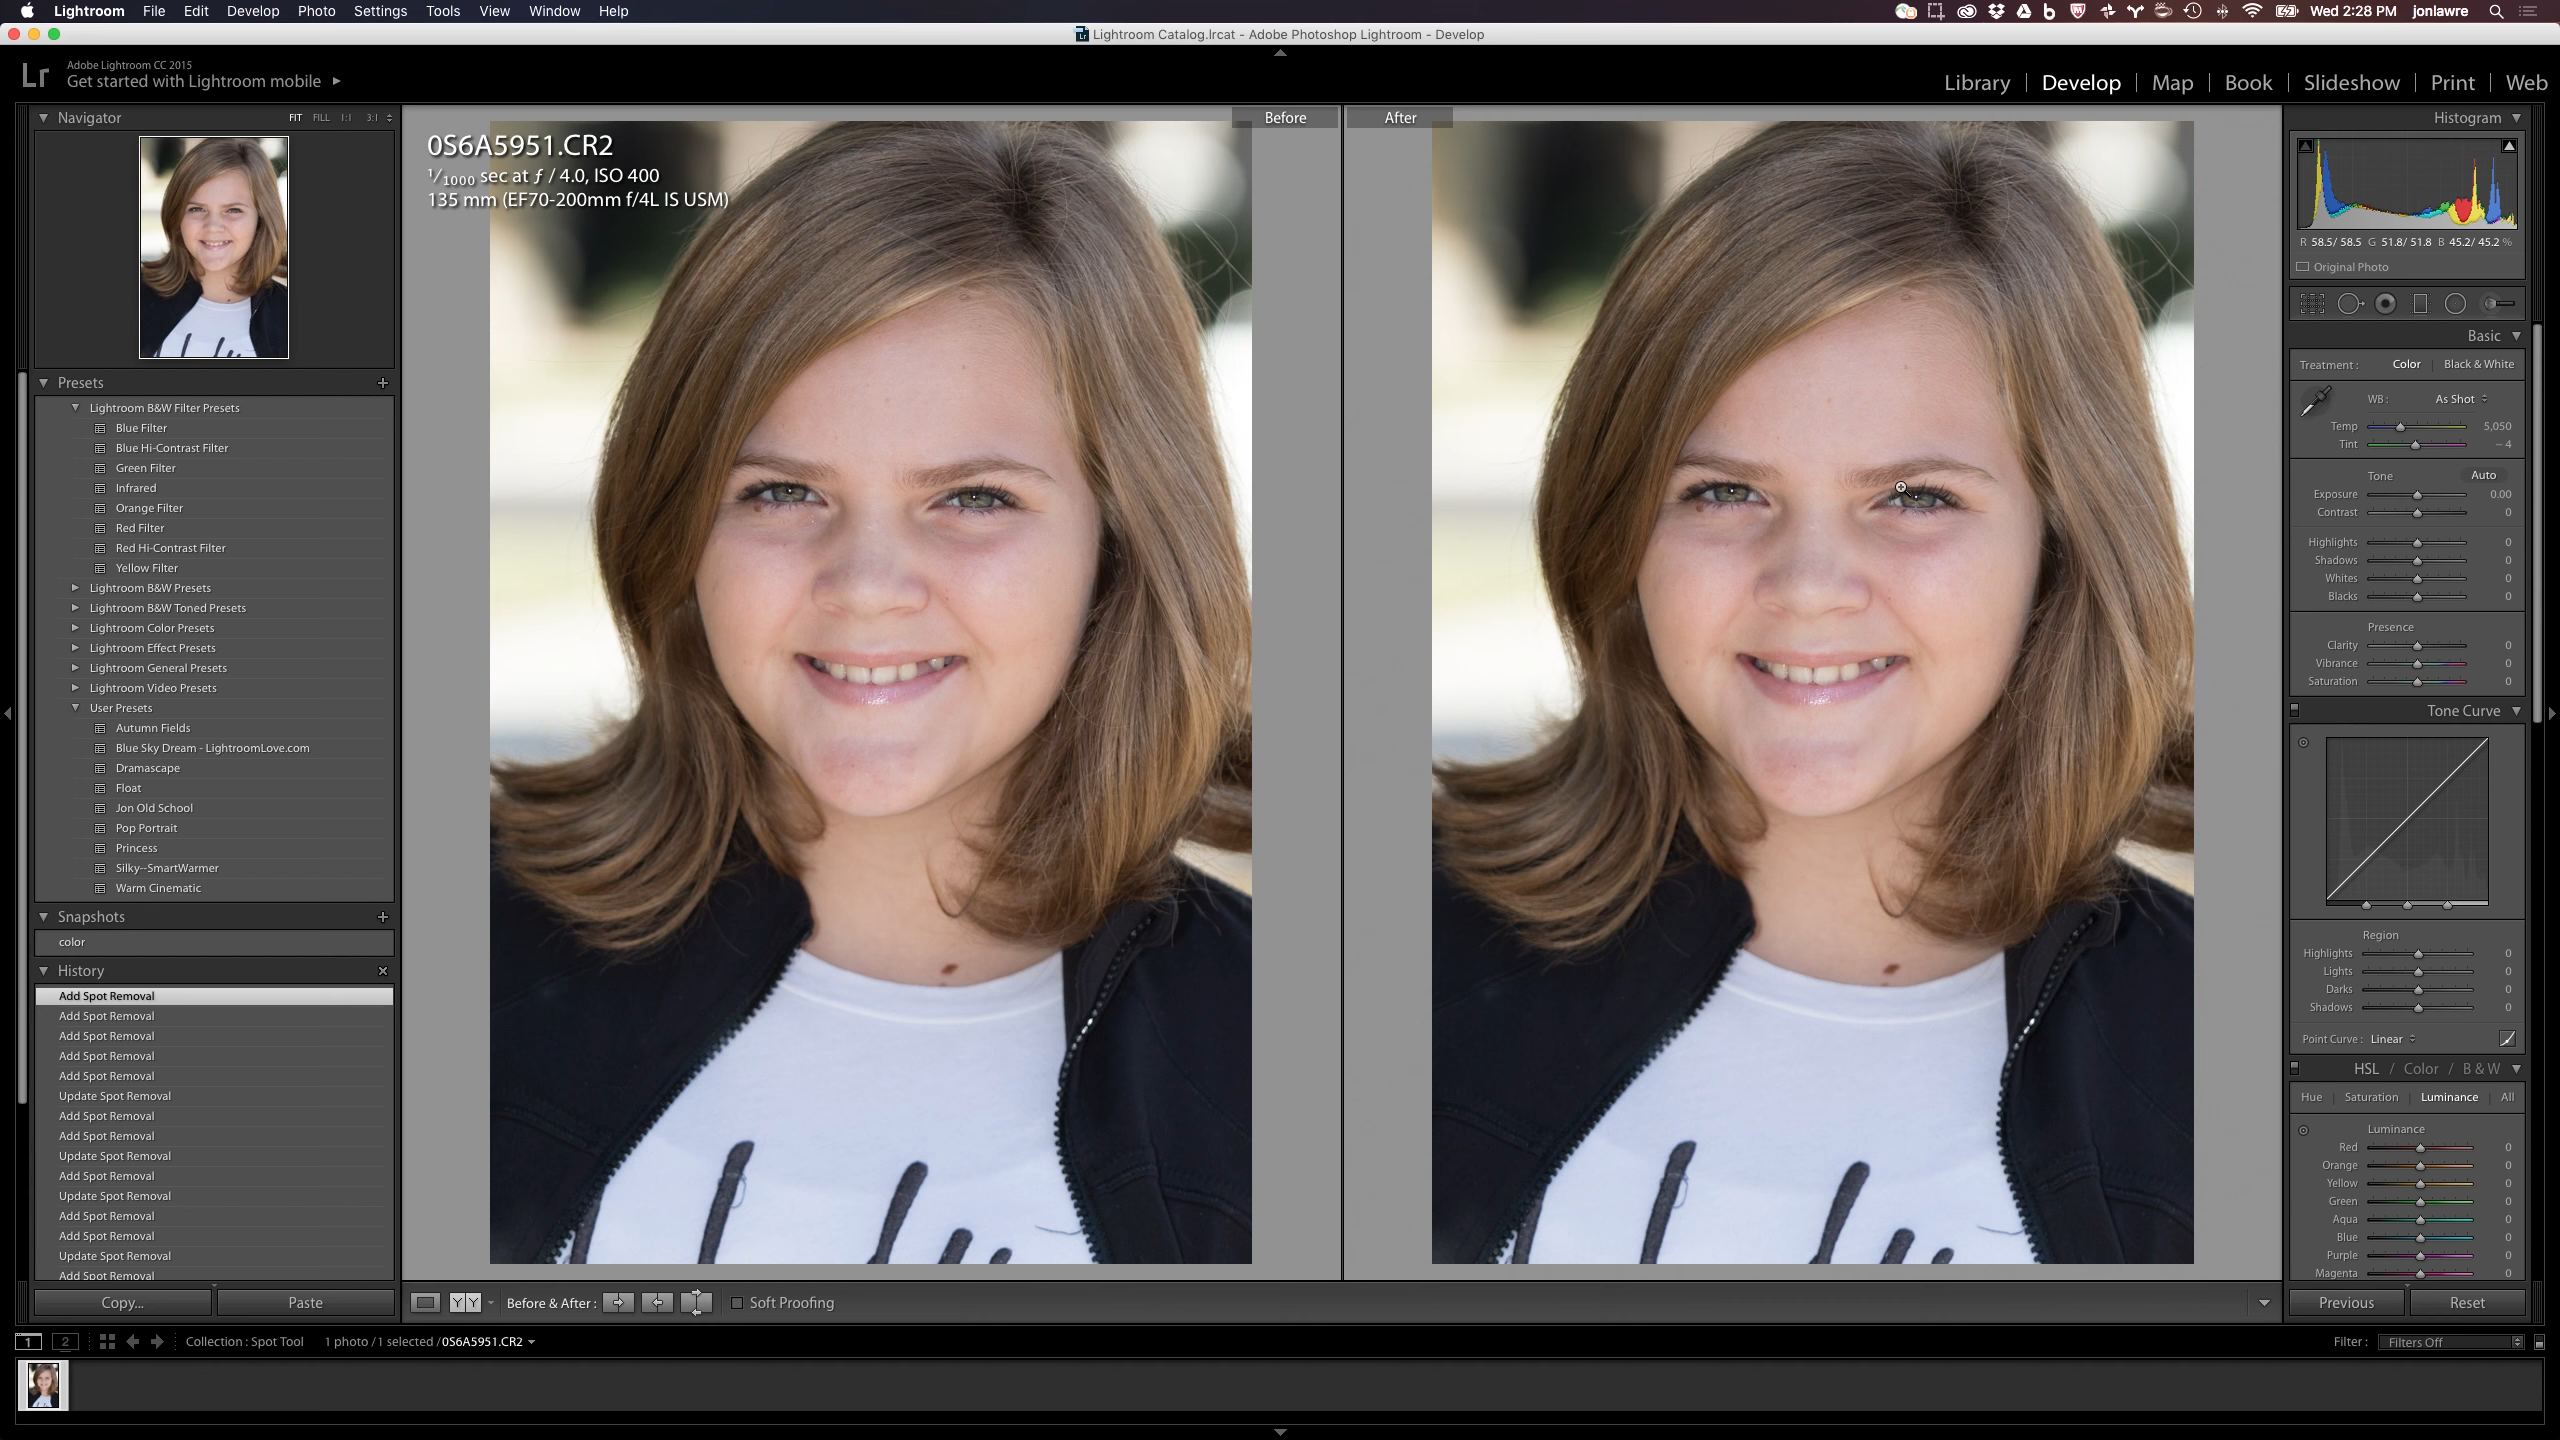 Lightroom File Edit Develop Photo Settings Tools View Window Help
Wed 2:28 PM jonlawre
Lightroom Catalog.lrcat - Adobe Photoshop Lightroom - Develop
Lr
Adobe Lightroom CC 2015
Get started with Lightroom mobile
Library | Develop | Map | Book | Slideshow | Print | Web
Navigator FIT FILL 1:1 3:1
Presets
Lightroom B&W Filter Presets
Blue Filter
Blue Hi-Contrast Filter
Green Filter
Infrared
Orange Filter
Red Filter
Red Hi-Contrast Filter
Yellow Filter
Lightroom B&W Presets
Lightroom B&W Toned Presets
Lightroom Color Presets
Lightroom Effect Presets
Lightroom General Presets
Lightroom Video Presets
User Presets
Autumn Fields
Blue Sky Dream - LightroomLove.com
Dramascape
Float
Jon Old School
Pop Portrait
Princess
Silky--SmartWarmer
Warm Cinematic
Snapshots
color
History
Add Spot Removal
Add Spot Removal
Add Spot Removal
Add Spot Removal
Add Spot Removal
Update Spot Removal
Add Spot Removal
Add Spot Removal
Update Spot Removal
Add Spot Removal
Update Spot Removal
Add Spot Removal
Add Spot Removal
Update Spot Removal
Add Spot Removal
Copy... Paste
Before
After
0S6A5951.CR2
1/1000 sec at ƒ / 4.0, ISO 400
135 mm (EF70-200mm f/4L IS USM)
Y Y Before & After : Soft Proofing
Histogram
R 58.5/ 58.5 G 51.8/ 51.8 B 45.2/ 45.2 %
Original Photo
Basic
Treatment : Color | Black & White
WB : As Shot
Temp 5,050
Tint – 4
Tone Auto
Exposure 0.00
Contrast 0
Highlights 0
Shadows 0
Whites 0
Blacks 0
Presence
Clarity 0
Vibrance 0
Saturation 0
Tone Curve
Region
Highlights 0
Lights 0
Darks 0
Shadows 0
Point Curve : Linear
HSL / Color / B & W
Hue | Saturation | Luminance | All
Luminance
Red 0
Orange 0
Yellow 0
Green 0
Aqua 0
Blue 0
Purple 0
Magenta 0
Previous Reset
1 2 Collection : Spot Tool 1 photo / 1 selected / 0S6A5951.CR2
Filter : Filters Off